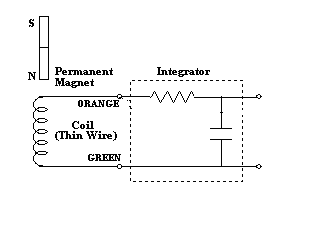 S
N
Permanent
Magnet
Integrator
ORANGE
Coil
(Thin Wire)
GREEN